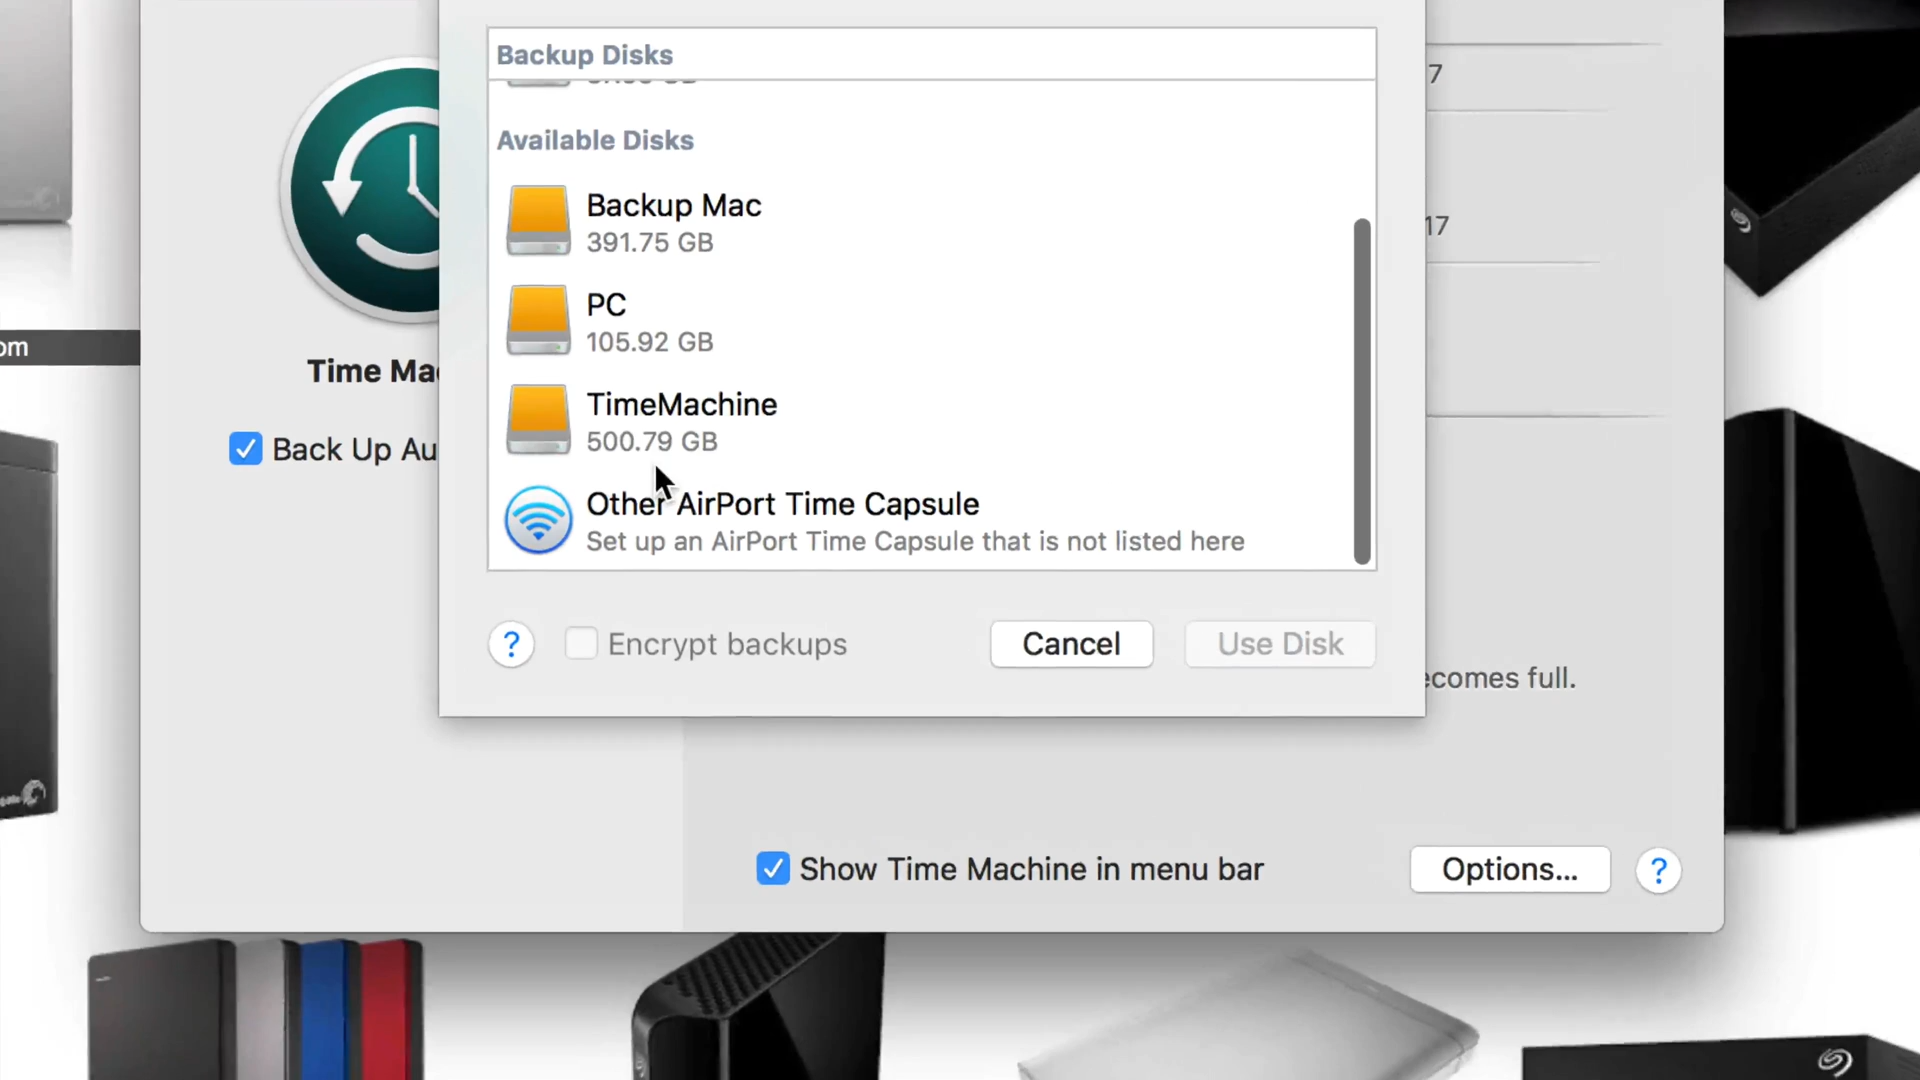 Backup Disks
Available Disks
Backup Mac
391.75 GB
PC
105.92 GB
TimeMachine
500.79 GB
Other AirPort Time Capsule
Set up an AirPort Time Capsule that is not listed here
? Encrypt backups Cancel Use Disk
7
17
om
Time Mac
Back Up Au
ecomes full.
Show Time Machine in menu bar Options... ?